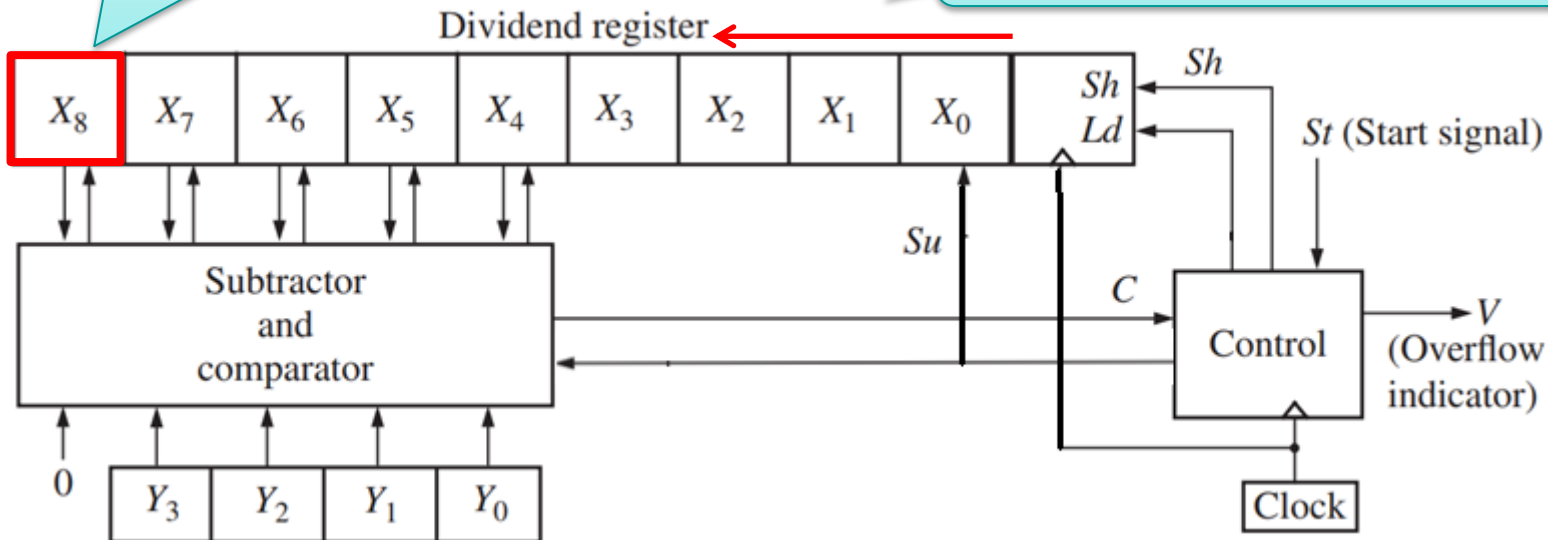 Dividend register
X8 X7 X6 X5 X4 X3 X2 X1 X0 Sh
Ld
Sh
St (Start signal)
Su
Subtractor
and
comparator
C
Control
V
(Overflow
indicator)
0
Y3 Y2 Y1 Y0
Clock